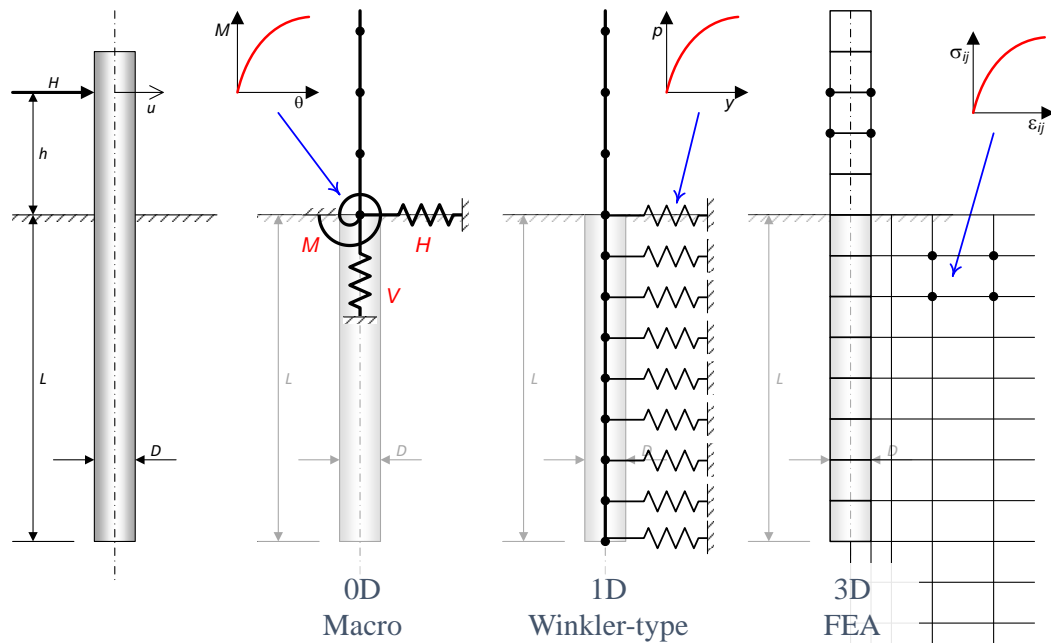 H
u
h
L
D
M
θ
M
H
V
L
D
0D
Macro
p
y
L
D
1D
Winkler-type
σij
εij
L
D
3D
FEA